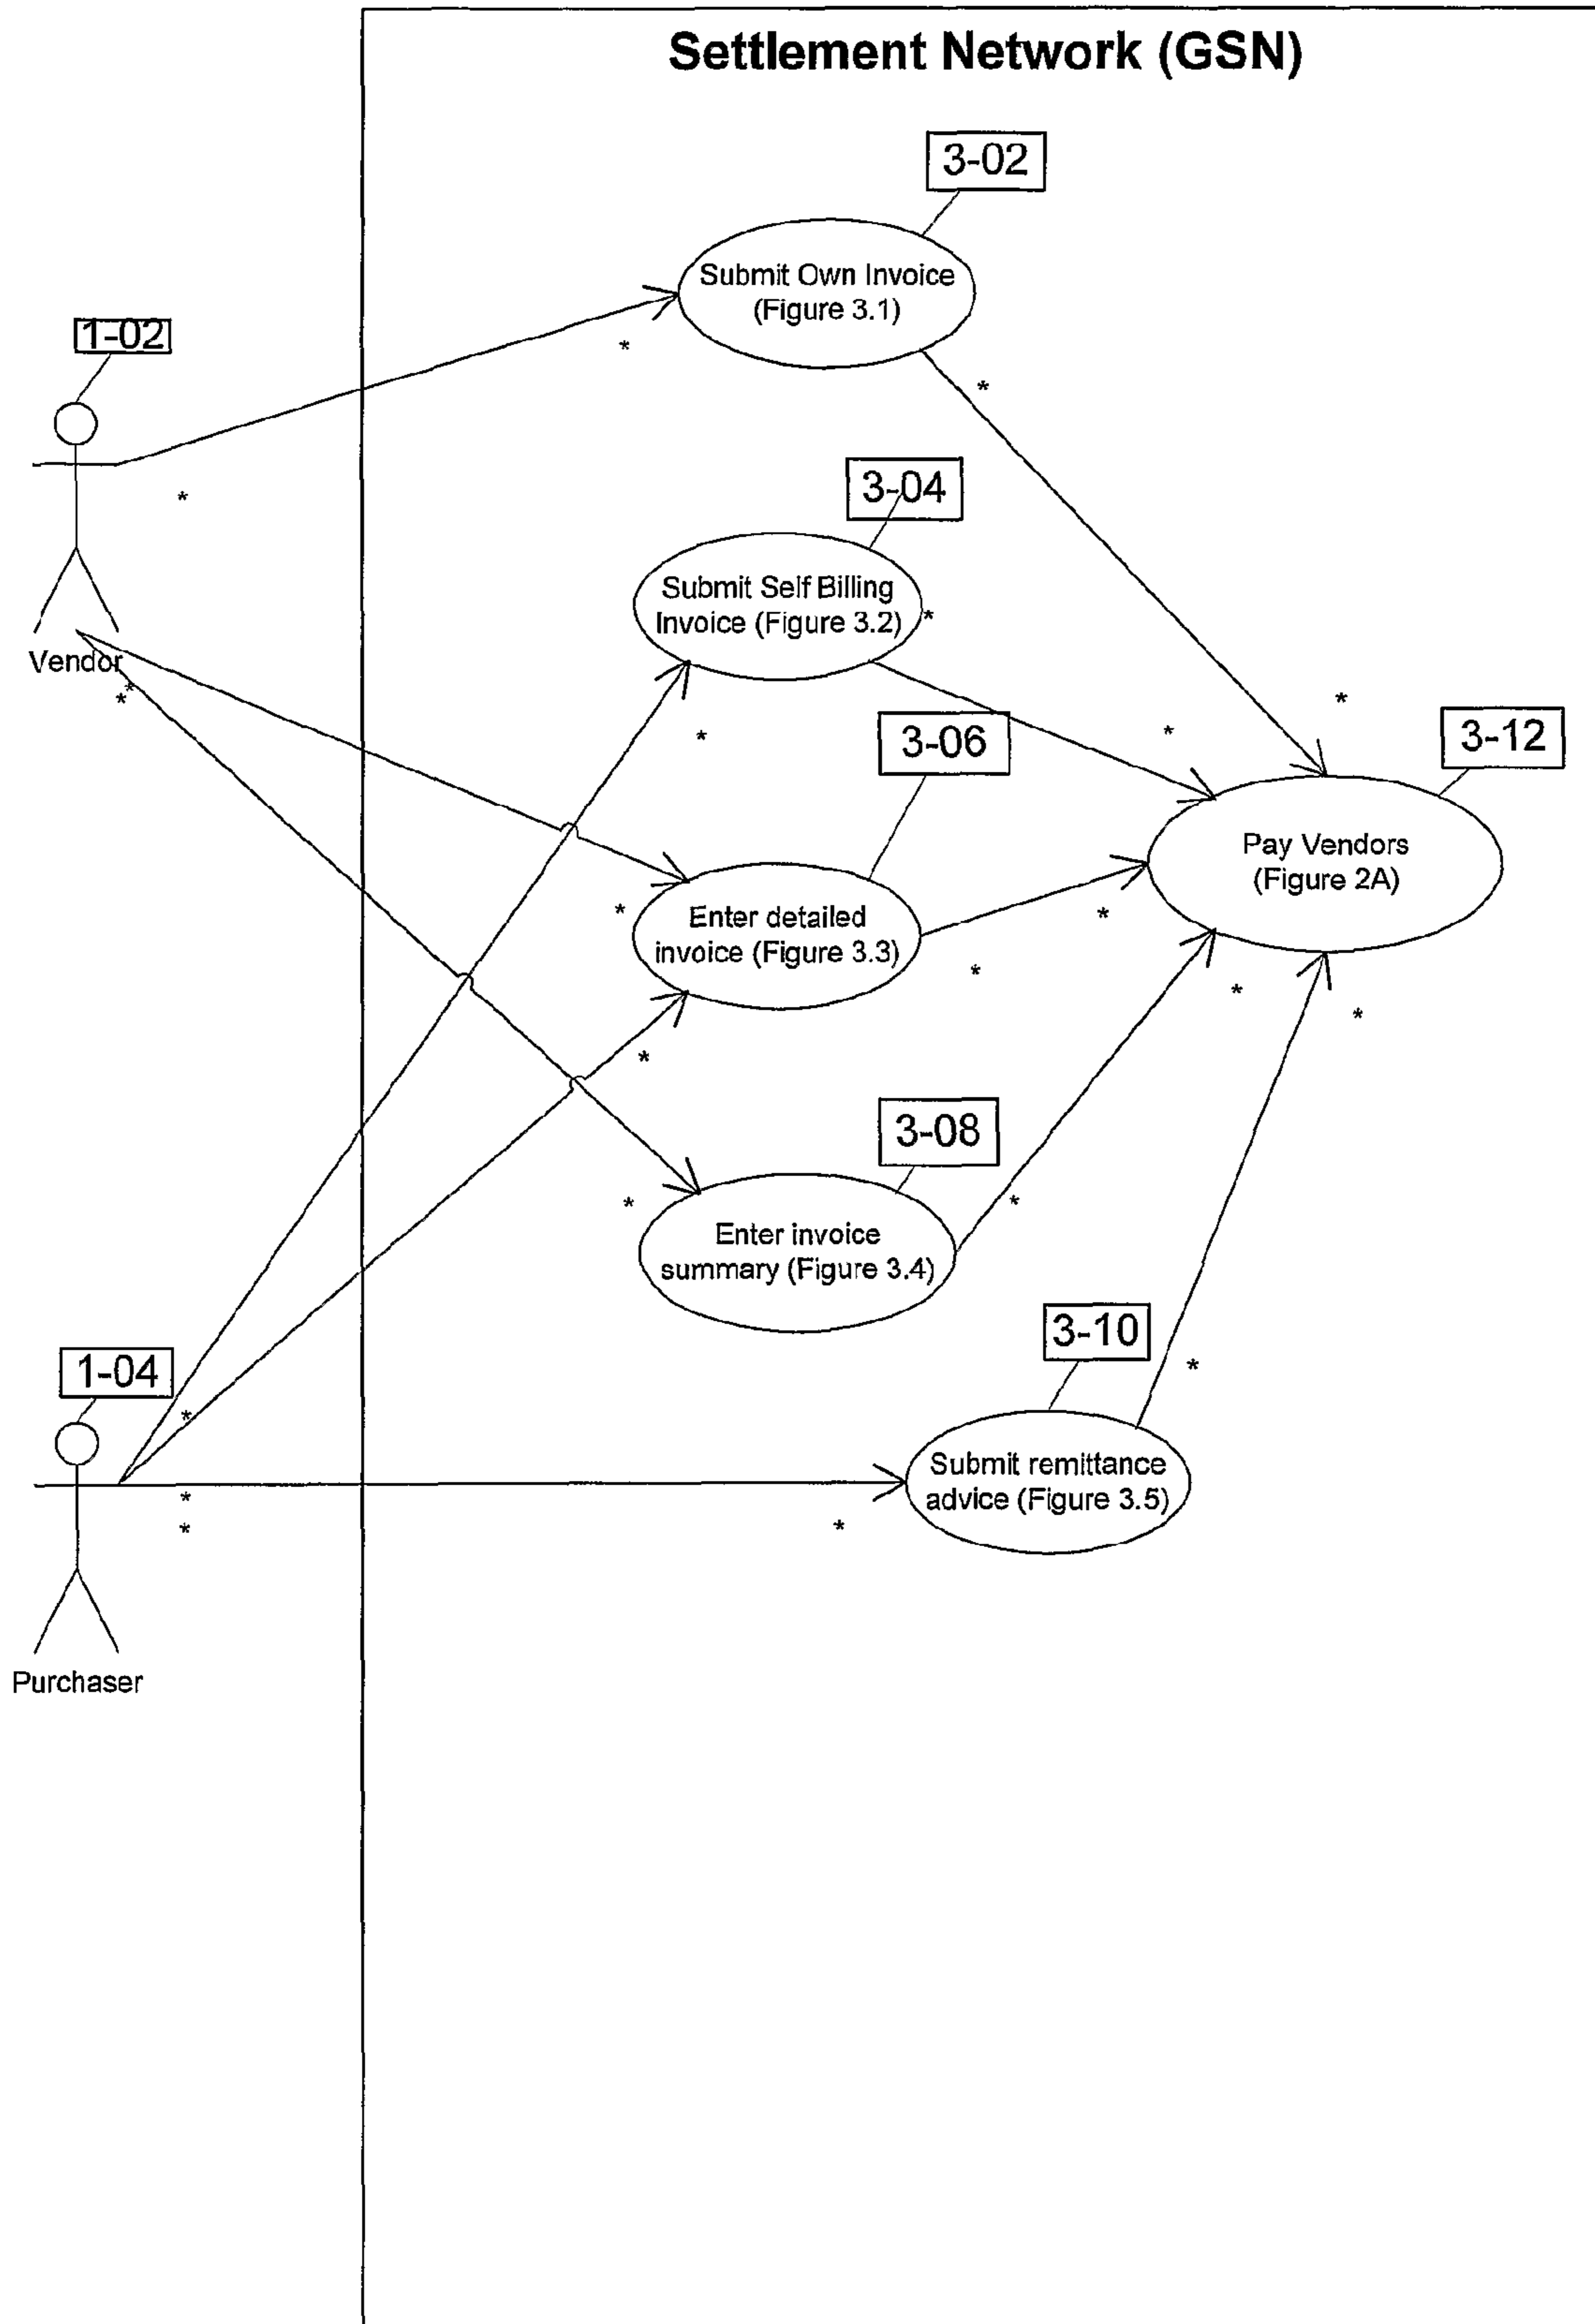 Settlement Network (GSN)
3-02
Submit Own Invoice
(Figure 3.1)
*
1-02
*
*
3-04
Submit Self Billing
Invoice (Figure 3.2)
*
Vendor
*
*
*
*
*
3-06
3-12
Pay Vendors
(Figure 2A)
Enter detailed
invoice (Figure 3.3)
*
*
*
*
*
*
3-08
*
*
Enter invoice
summary (Figure 3.4)
3-10
1-04
*
*
Submit remittance
advice (Figure 3.5)
*
*
*
Purchaser